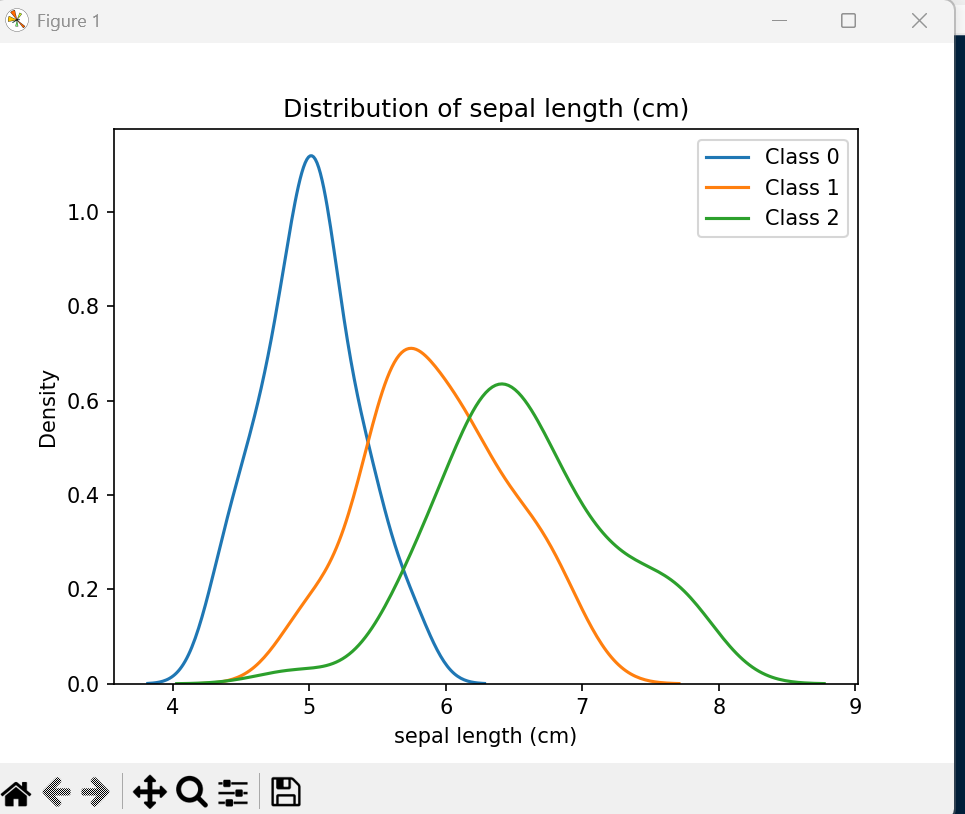 Figure 1
Distribution of sepal length (cm)
Class 0
Class 1
Class 2
1.0
0.8
0.6
0.4
0.2
0.0
Density
4 5 6 7 8 9
sepal length (cm)